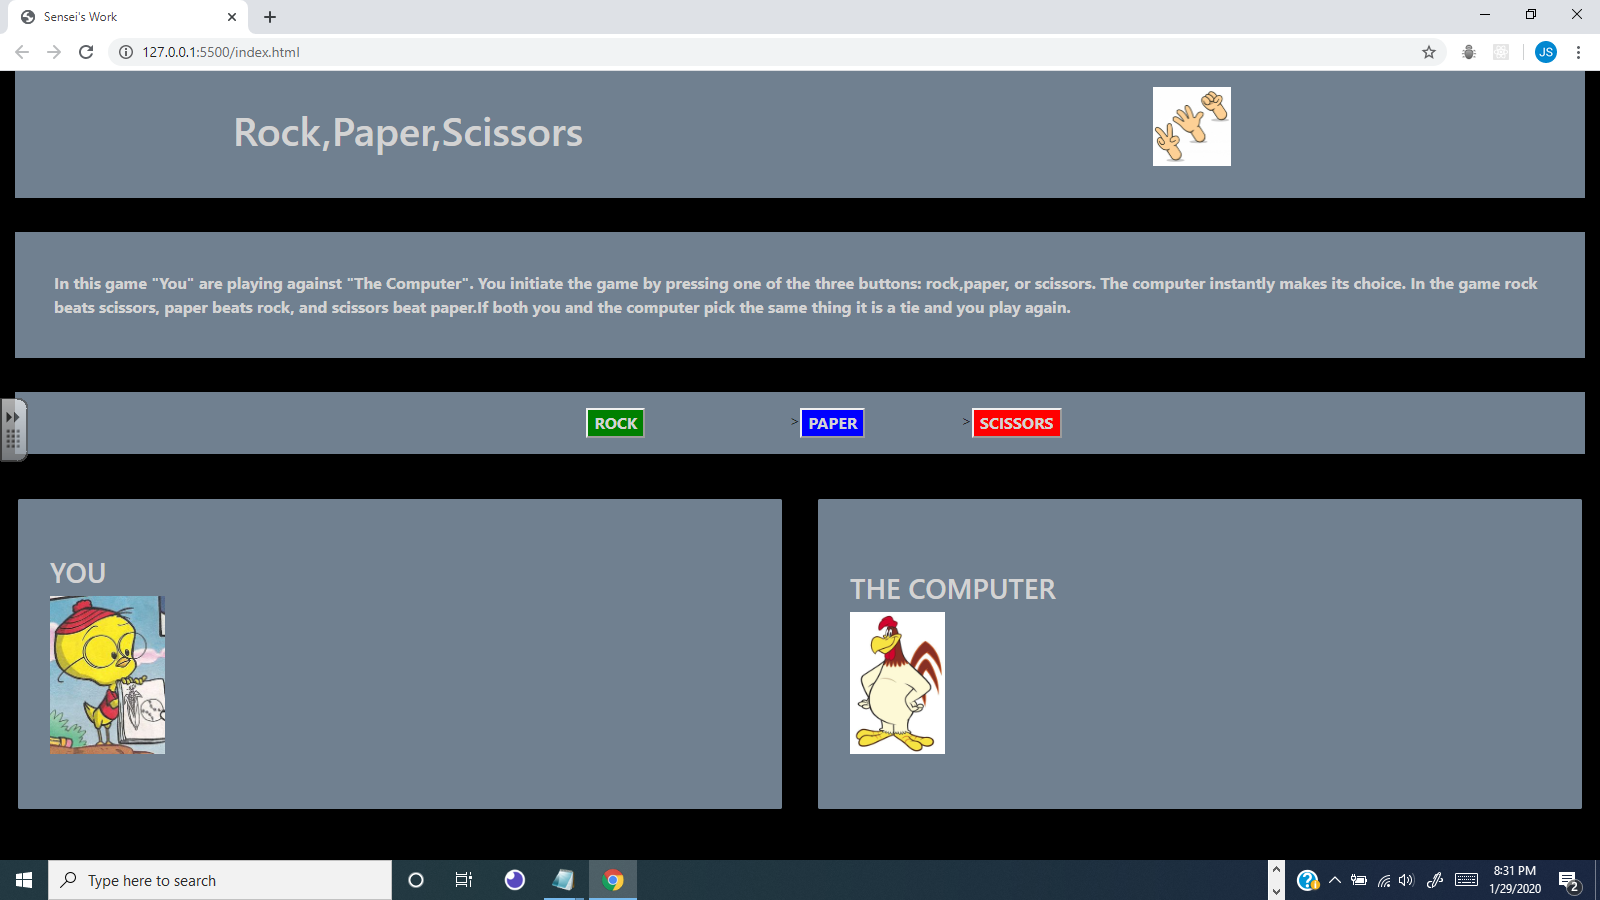 Sensei's Work
127.0.0.1:5500/index.html
JS
Rock,Paper,Scissors
In this game "You" are playing against "The Computer". You initiate the game by pressing one of the three buttons: rock,paper, or scissors. The computer instantly makes its choice. In the game rock
beats scissors, paper beats rock, and scissors beat paper.If both you and the computer pick the same thing it is a tie and you play again.
ROCK > PAPER > SCISSORS
YOU
THE COMPUTER
Type here to search
8:31 PM
1/29/2020
2